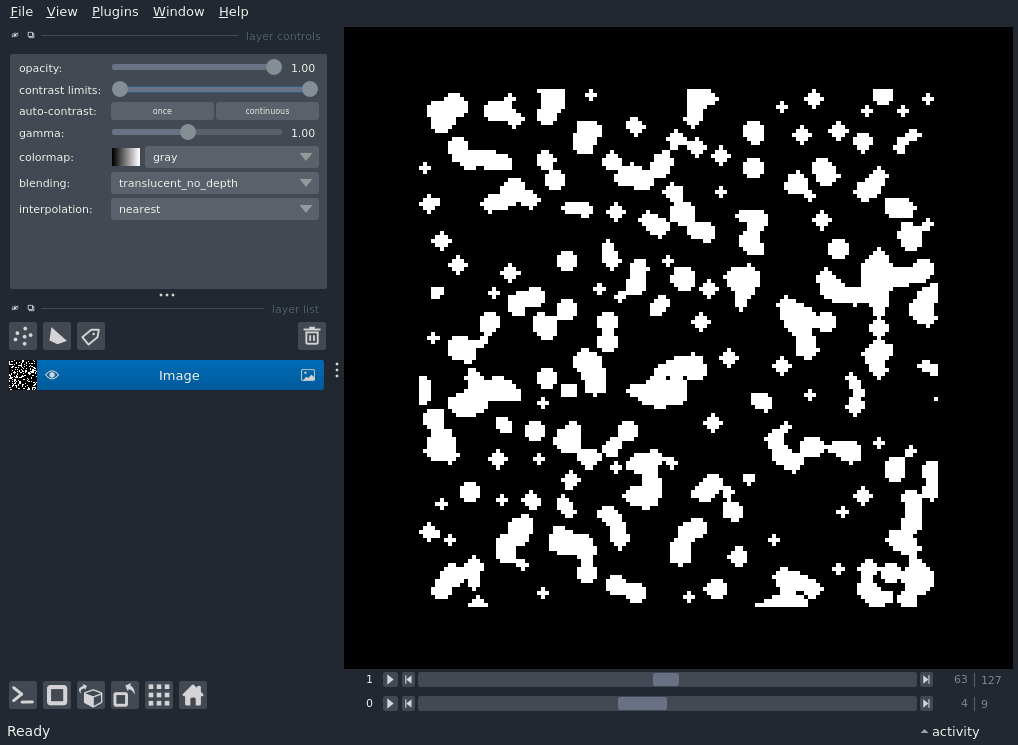 File View Plugins Window Help
layer controls
opacity: 1.00
contrast limits:
auto-contrast: once continuous
gamma: 1.00
colormap: gray
blending: translucent_no_depth
interpolation: nearest
layer list
Image
1 63 127
0 4 9
Ready activity